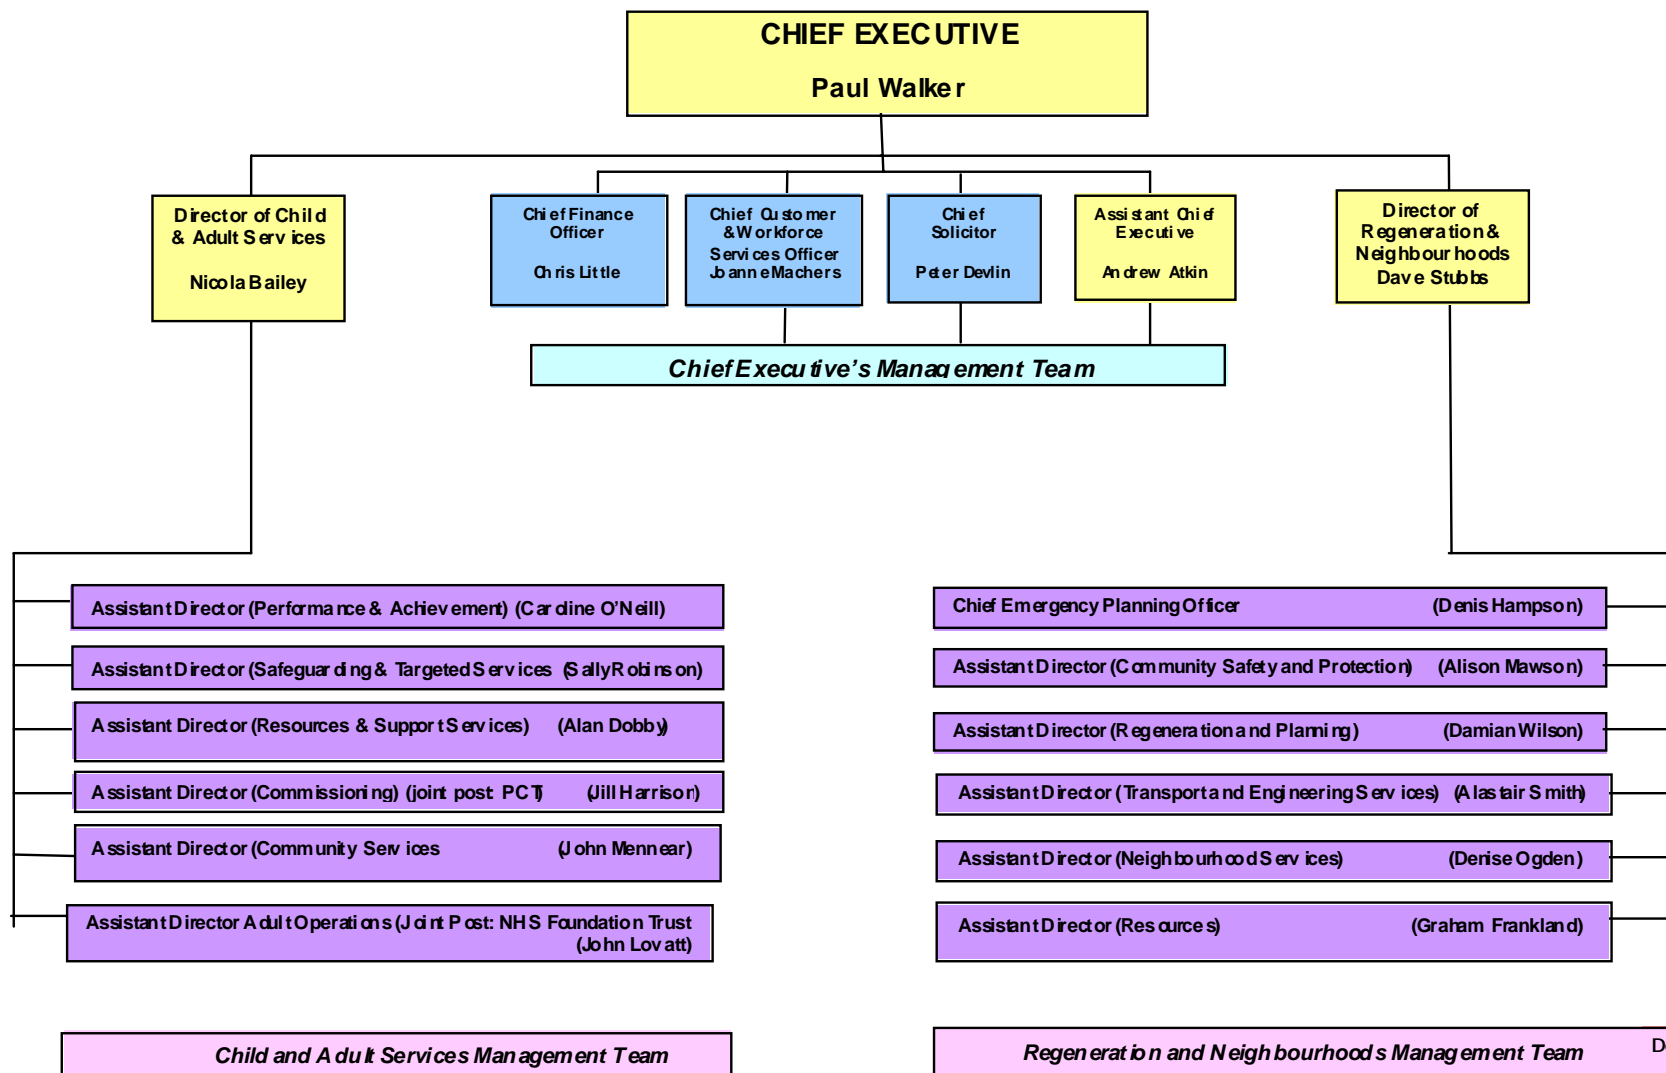 CHIEF EXECUTIVE
Paul Walker
Director of Child
& Adult Services
Nicola Bailey
Chief Finance
Officer
Chris Little
Chief Customer
& Workforce
Services Officer
Joanne Machers
Chief
Solicitor
Peter Devlin
Assistant Chief
Executive
Andrew Atkin
Director of
Regeneration &
Neighbourhoods
Dave Stubbs
Chief Executive's Management Team
Assistant Director (Performance & Achievement) (Caroline O'Neill)
Assistant Director (Safeguarding & Targeted Services (Sally Robinson)
Assistant Director (Resources & Support Services) (Alan Dobby)
Assistant Director (Commissioning) (joint post: PCT) (Jill Harrison)
Assistant Director (Community Services (John Mennear)
Assistant Director Adult Operations (Joint Post: NHS Foundation Trust
(John Lovatt)
Child and Adult Services Management Team
Chief Emergency Planning Officer (Denis Hampson)
Assistant Director (Community Safety and Protection) (Alison Mawson)
Assistant Director (Regeneration and Planning) (Damian Wilson)
Assistant Director (Transport and Engineering Services) (Alastair Smith)
Assistant Director (Neighbourhood Services) (Denise Ogden)
Assistant Director (Resources) (Graham Frankland)
Regeneration and Neighbourhoods Management Team